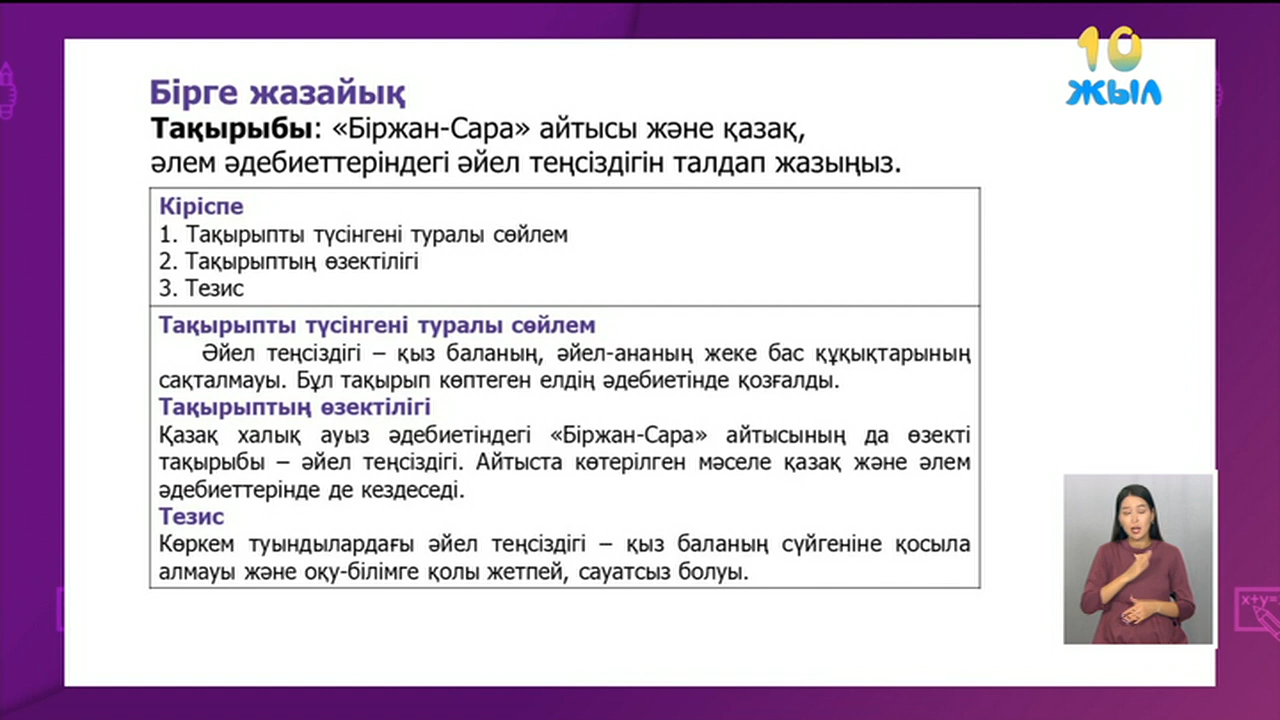 10
ЖЫЛ
Бірге жазайық
Тақырыбы: «Біржан-Сара» айтысы және қазақ,
әлем әдебиеттеріндегі әйел теңсіздігін талдап жазыңыз.
Кіріспе
1. Тақырыпты түсінгені туралы сөйлем
2. Тақырыптың өзектілігі
3. Тезис
Тақырыпты түсінгені туралы сөйлем
Әйел теңсіздігі – қыз баланың, әйел-ананың жеке бас құқықтарының
сақталмауы. Бұл тақырып көптеген елдің әдебиетінде қозғалды.
Тақырыптың өзектілігі
Қазақ халық ауыз әдебиетіндегі «Біржан-Сара» айтысының да өзекті
тақырыбы – әйел теңсіздігі. Айтыста көтерілген мәселе қазақ және әлем
әдебиеттерінде де кездеседі.
Тезис
Көркем туындылардағы әйел теңсіздігі – қыз баланың сүйгеніне қосыла
алмауы және оқу-білімге қолы жетпей, сауатсыз болуы.
x+y=